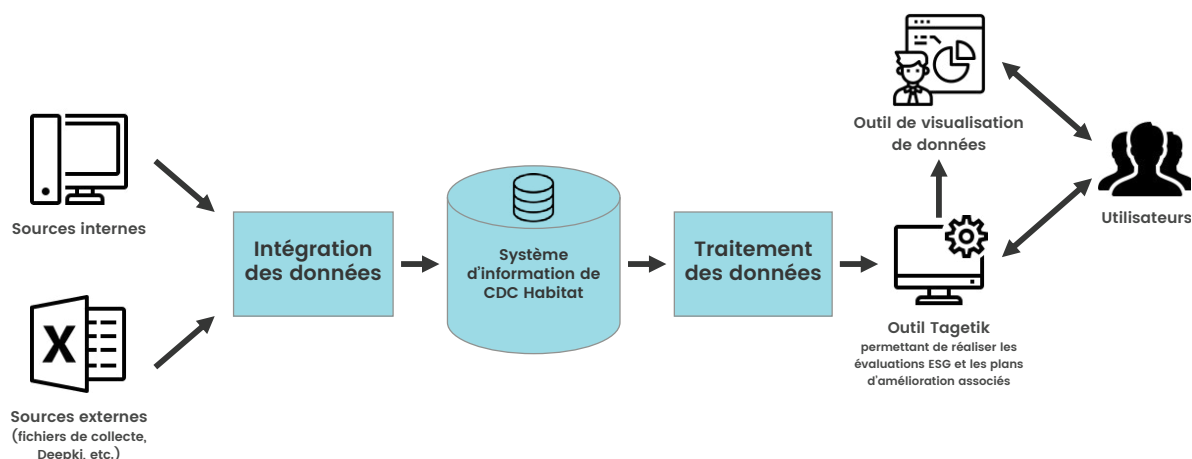 Sources internes
X
Sources externes
(fichiers de collecte,
Deepki, etc.)
Intégration
des données
Système
d'information de
CDC Habitat
Traitement
des données
Outil de visualisation
de données
Outil Tagetik
permettant de réaliser les
évaluations ESG et les plans
d'amélioration associés
Utilisateurs